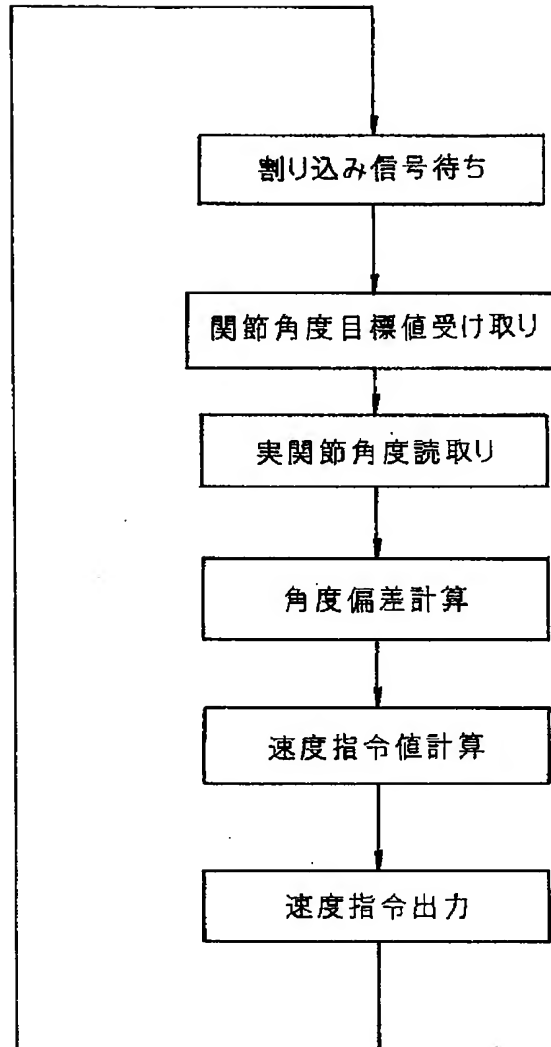 割り込み信号待ち
関節角度目標値受け取り
実関節角度読取り
角度偏差計算
速度指令値計算
速度指令出力